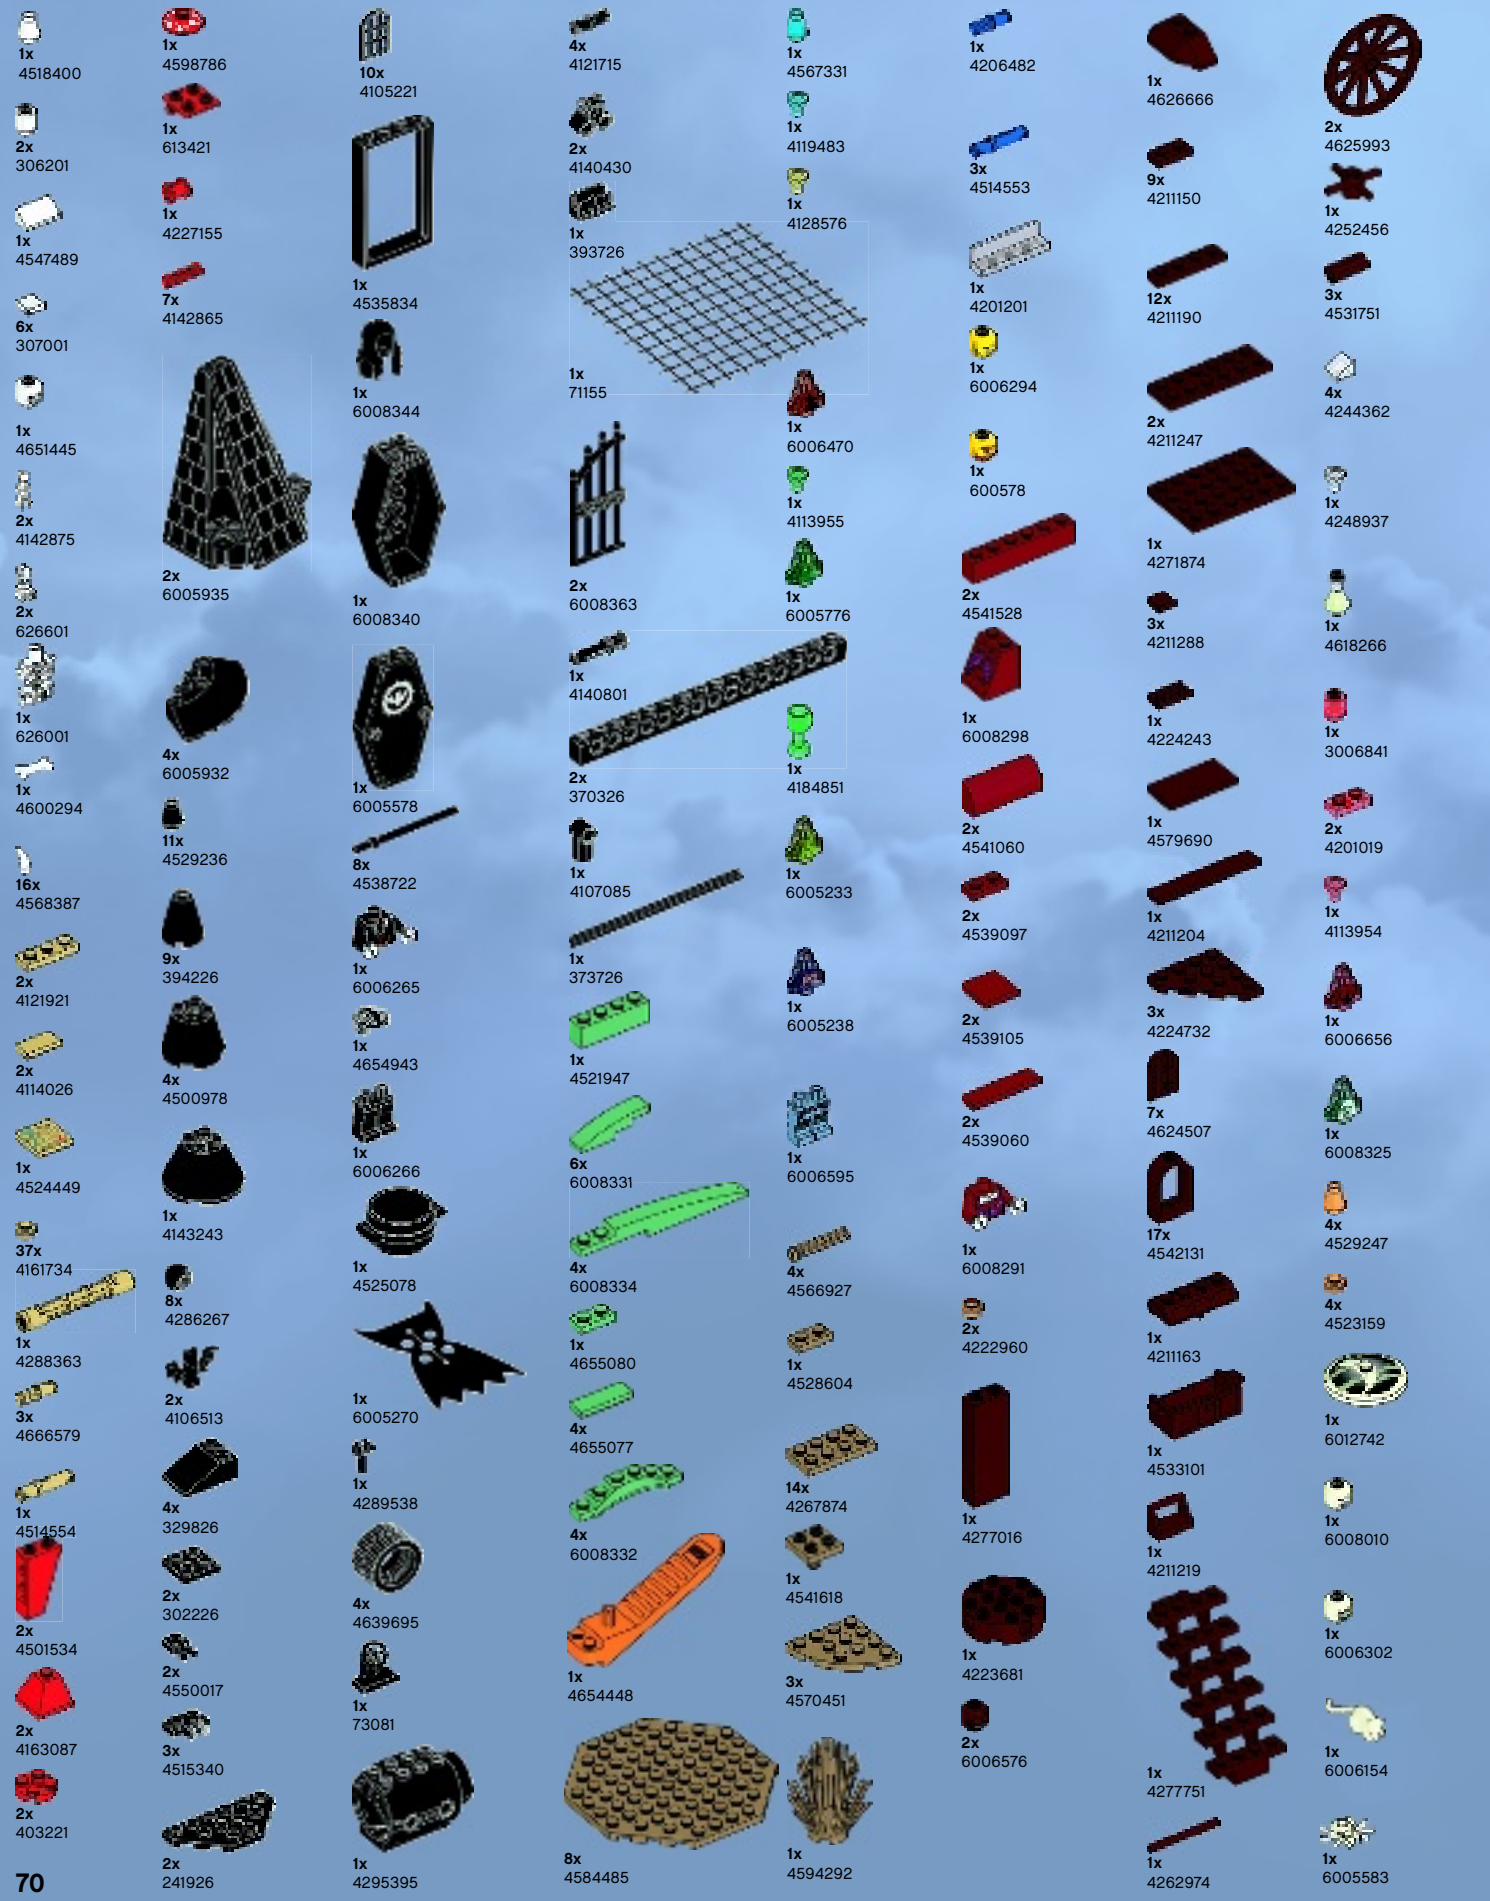 1x
4518400
2x
306201
1x
4547489
6x
307001
1x
4651445
2x
4142875
2x
626601
1x
626001
1x
4600294
16x
4568387
2x
4121921
2x
4114026
1x
4524449
37x
4161734
1x
4288363
3x
4666579
1x
4514554
2x
4501534
2x
4163087
2x
403221
70
1x
4598786
1x
613421
1x
4227155
7x
4142865
2x
6005935
4x
6005932
11x
4529236
9x
394226
4x
4500978
1x
4143243
8x
4286267
2x
4106513
4x
329826
2x
302226
2x
4550017
3x
4515340
2x
241926
10x
4105221
1x
4535834
1x
6008344
1x
6008340
1x
6005578
8x
4538722
1x
6006265
1x
4654943
1x
6006266
1x
4525078
1x
6005270
1x
4289538
4x
4639695
1x
73081
1x
4295395
4x
4121715
2x
4140430
1x
393726
1x
71155
2x
6008363
1x
4140801
2x
370326
1x
4107085
1x
373726
1x
4521947
6x
6008331
4x
6008334
1x
4655080
4x
4655077
4x
6008332
1x
4654448
8x
4584485
1x
4567331
1x
4119483
1x
4128576
1x
6006470
1x
4113955
1x
6005776
1x
4184851
1x
6005233
1x
6005238
1x
6006595
4x
4566927
1x
4528604
14x
4267874
1x
4541618
3x
4570451
1x
4594292
1x
4206482
3x
4514553
1x
4201201
1x
6006294
1x
600578
2x
4541528
1x
6008298
2x
4541060
2x
4539097
2x
4539105
2x
4539060
1x
6008291
2x
4222960
1x
4277016
1x
4223681
2x
6006576
1x
4626666
9x
4211150
12x
4211190
2x
4211247
1x
4271874
3x
4211288
1x
4224243
1x
4579690
1x
4211204
3x
4224732
7x
4624507
17x
4542131
1x
4211163
1x
4533101
1x
4211219
1x
4277751
1x
4262974
2x
4625993
1x
4252456
3x
4531751
4x
4244362
1x
4248937
1x
4618266
1x
3006841
2x
4201019
1x
4113954
1x
6006656
1x
6008325
4x
4529247
4x
4523159
1x
6012742
1x
6008010
1x
6006302
1x
6006154
1x
6005583